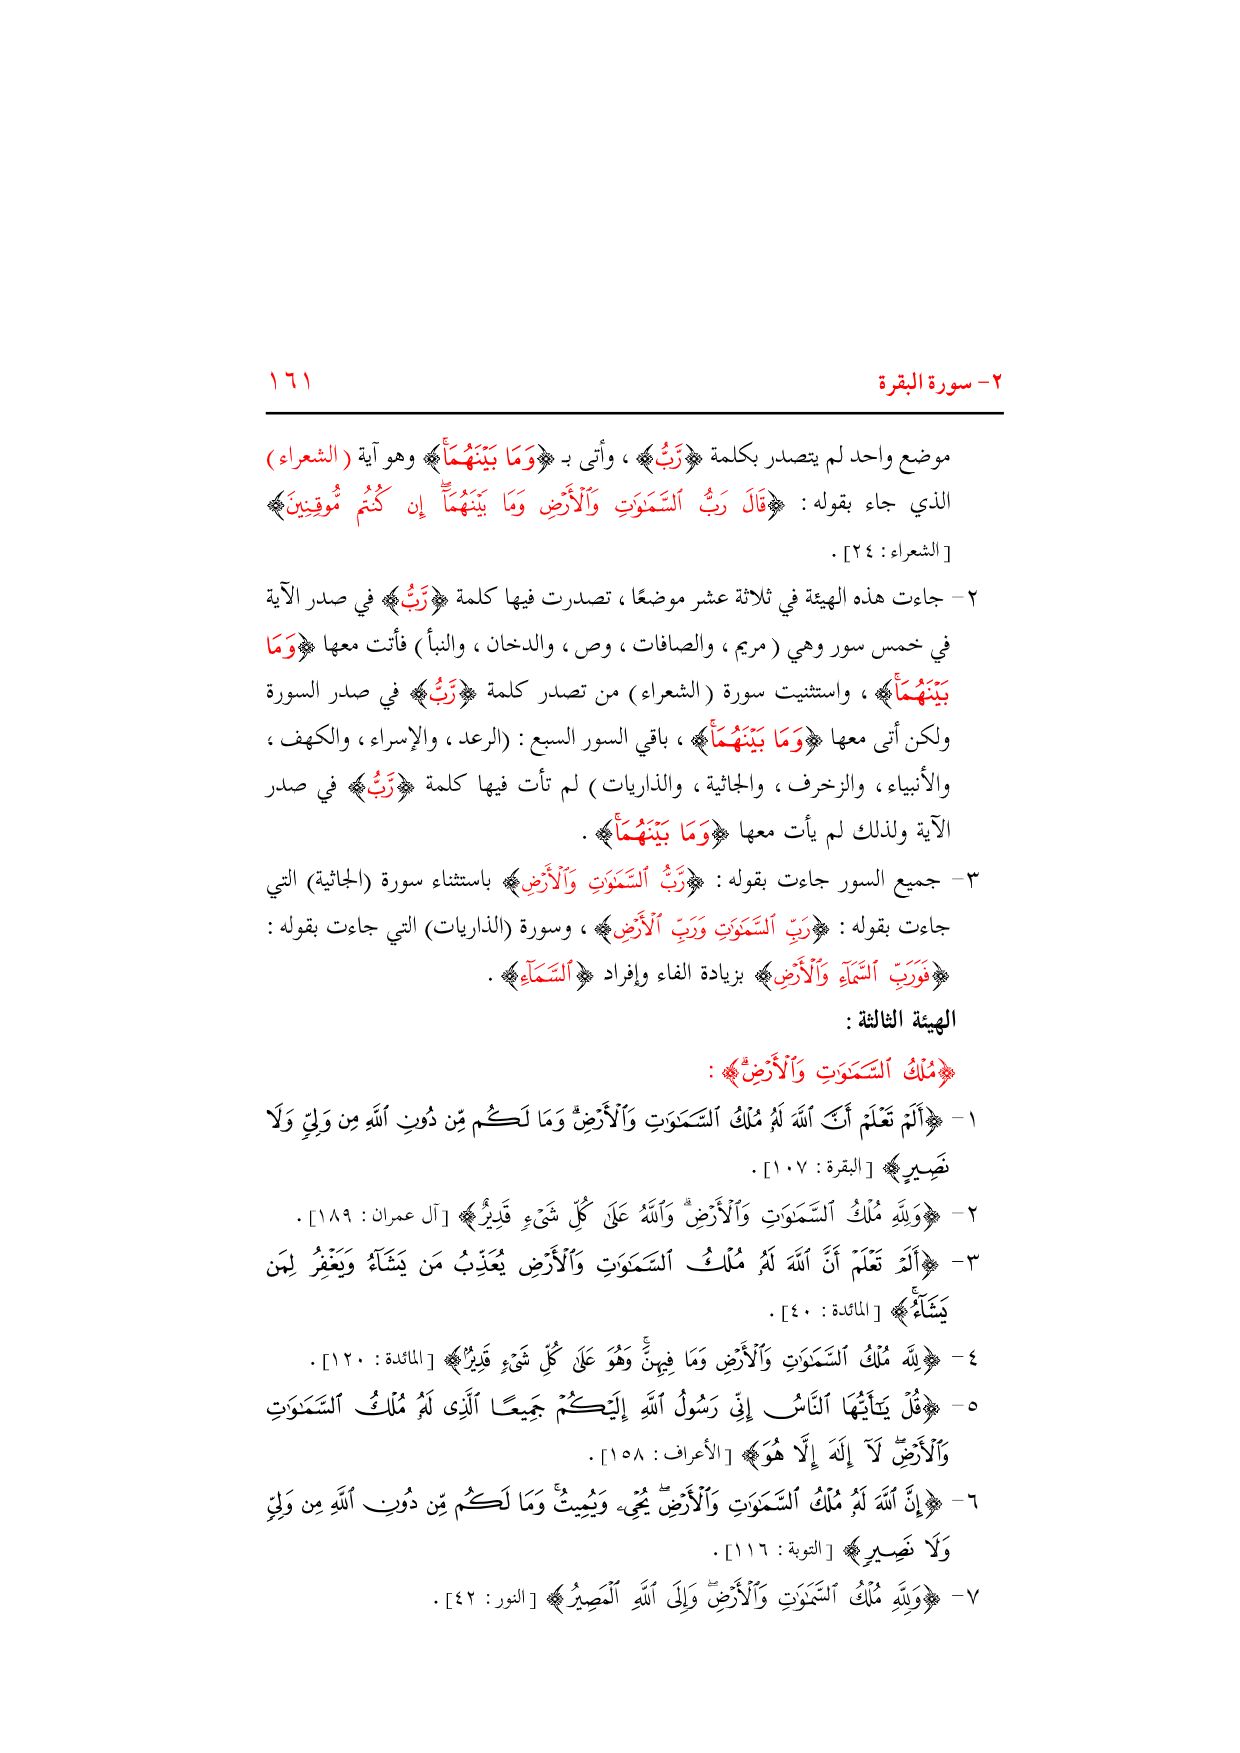 ٢- سورة البقرة ١٦١
موضع واحد لم يتصدر بكلمة ﴿رَّبُّ﴾ ، وأتى بـ ﴿وَمَا بَيْنَهُمَاۚ﴾ وهو آية ( الشعراء )
الذي جاء بقوله : ﴿قَالَ رَبُّ ٱلسَّمَٰوَٰتِ وَٱلْأَرْضِ وَمَا بَيْنَهُمَآۖ إِن كُنتُم مُّوقِنِينَ﴾
[ الشعراء : ٢٤] .
٢- جاءت هذه الهيئة في ثلاثة عشر موضعًا ، تصدرت فيها كلمة ﴿رَّبُّ﴾ في صدر الآية
في خمس سور وهي ( مريم ، والصافات ، وص ، والدخان ، والنبأ ) فأتت معها ﴿وَمَا
بَيْنَهُمَاۚ﴾ ، واستثنيت سورة ( الشعراء ) من تصدر كلمة ﴿رَّبُّ﴾ في صدر السورة
ولكن أتى معها ﴿وَمَا بَيْنَهُمَاۚ﴾ ، باقي السور السبع : (الرعد ، والإسراء ، والكهف ،
والأنبياء ، والزخرف ، والجاثية ، والذاريات ) لم تأت فيها كلمة ﴿رَّبُّ﴾ في صدر
الآية ولذلك لم يأت معها ﴿وَمَا بَيْنَهُمَاۚ﴾ .
٣- جميع السور جاءت بقوله : ﴿رَّبُّ ٱلسَّمَٰوَٰتِ وَٱلْأَرْضِ﴾ باستثناء سورة (الجاثية) التي
جاءت بقوله : ﴿رَبِّ ٱلسَّمَٰوَٰتِ وَرَبِّ ٱلْأَرْضِ﴾ ، وسورة (الذاريات) التي جاءت بقوله :
﴿فَوَرَبِّ ٱلسَّمَآءِ وَٱلْأَرْضِ﴾ بزيادة الفاء وإفراد ﴿ٱلسَّمَآءِ﴾ .
الهيئة الثالثة :
﴿مُلْكُ ٱلسَّمَٰوَٰتِ وَٱلْأَرْضِۗ﴾ :
١- ﴿أَلَمْ تَعْلَمْ أَنَّ ٱللَّهَ لَهُۥ مُلْكُ ٱلسَّمَٰوَٰتِ وَٱلْأَرْضِۗ وَمَا لَكُم مِّن دُونِ ٱللَّهِ مِن وَلِيٍّ وَلَا
نَصِيرٍ﴾ [ البقرة : ١٠٧] .
٢- ﴿وَلِلَّهِ مُلْكُ ٱلسَّمَٰوَٰتِ وَٱلْأَرْضِۗ وَٱللَّهُ عَلَىٰ كُلِّ شَىْءٍ قَدِيرٌ﴾ [ آل عمران : ١٨٩] .
٣- ﴿أَلَمْ تَعْلَمْ أَنَّ ٱللَّهَ لَهُۥ مُلْكُ ٱلسَّمَٰوَٰتِ وَٱلْأَرْضِ يُعَذِّبُ مَن يَشَآءُ وَيَغْفِرُ لِمَن
يَشَآءُۚ﴾ [ المائدة : ٤٠ ] .
٤- ﴿لِلَّهِ مُلْكُ ٱلسَّمَٰوَٰتِ وَٱلْأَرْضِ وَمَا فِيهِنَّۚ وَهُوَ عَلَىٰ كُلِّ شَىْءٍ قَدِيرٌۢ﴾ [ المائدة : ١٢٠] .
٥- ﴿قُلْ يَٰٓأَيُّهَا ٱلنَّاسُ إِنِّى رَسُولُ ٱللَّهِ إِلَيْكُمْ جَمِيعًا ٱلَّذِى لَهُۥ مُلْكُ ٱلسَّمَٰوَٰتِ
وَٱلْأَرْضِۖ لَآ إِلَٰهَ إِلَّا هُوَ﴾ [ الأعراف : ١٥٨] .
٦- ﴿إِنَّ ٱللَّهَ لَهُۥ مُلْكُ ٱلسَّمَٰوَٰتِ وَٱلْأَرْضِۖ يُحْىِۦ وَيُمِيتُۚ وَمَا لَكُم مِّن دُونِ ٱللَّهِ مِن وَلِيٍّ
وَلَا نَصِيرٍ﴾ [ التوبة : ١١٦ ] .
٧- ﴿وَلِلَّهِ مُلْكُ ٱلسَّمَٰوَٰتِ وَٱلْأَرْضِۖ وَإِلَى ٱللَّهِ ٱلْمَصِيرُ﴾ [ النور : ٤٢] .